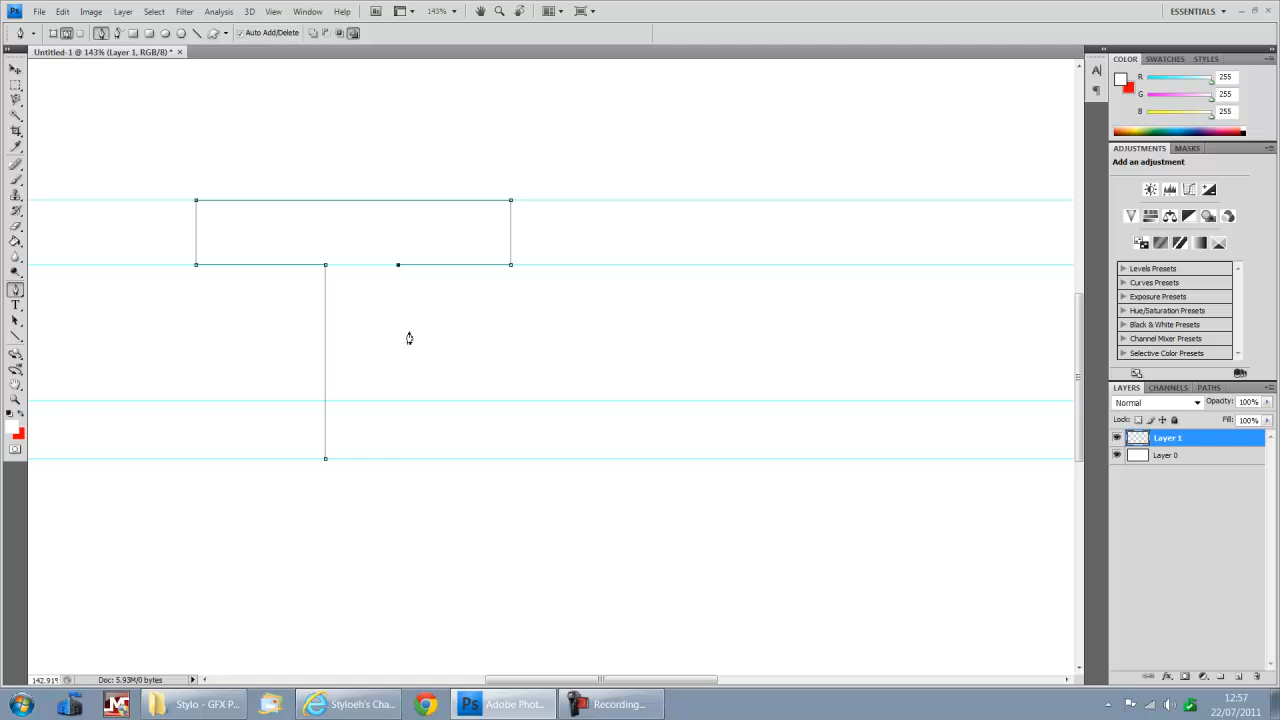 Ps File Edit Image Layer Select Filter Analysis 3D View Window Help 143% ESSENTIALS
Auto Add/Delete
Untitled-1 @ 143% (Layer 1, RGB/8) *
COLOR SWATCHES STYLES
R 255
G 255
B 255
ADJUSTMENTS MASKS
Add an adjustment
Levels Presets
Curves Presets
Exposure Presets
Hue/Saturation Presets
Black & White Presets
Channel Mixer Presets
Selective Color Presets
LAYERS CHANNELS PATHS
Normal Opacity: 100%
Lock: Fill: 100%
Layer 1
Layer 0
142.91% Doc: 5.93M/0 bytes
Stylo - GFX P... Styloeh's Cha... Ps Adobe Phot... Recording...
12:57
22/07/2011